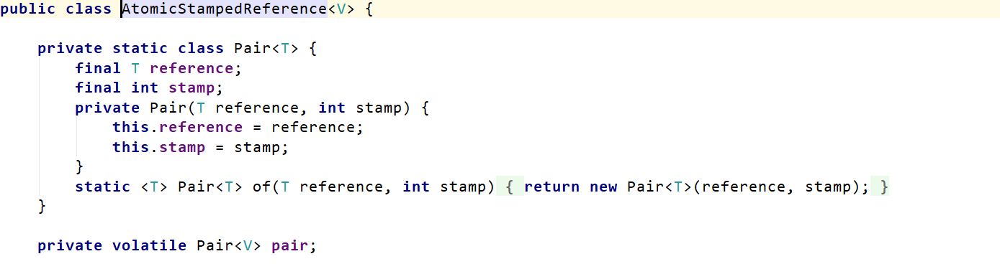 public class AtomicStampedReference<V> {
private static class Pair<T> {
final T reference;
final int stamp;
private Pair(T reference, int stamp) {
this.reference = reference;
this.stamp = stamp;
}
static <T> Pair<T> of(T reference, int stamp) { return new Pair<T>(reference, stamp); }
}
private volatile Pair<V> pair;